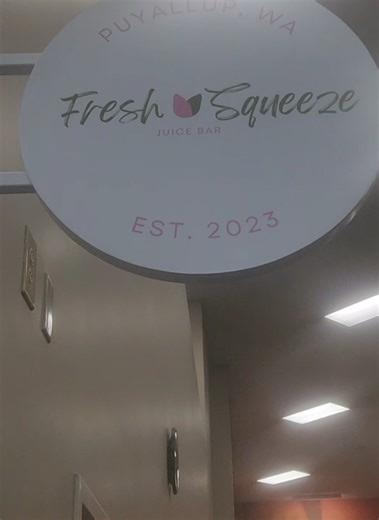 PUYALLUP, WA
Fresh Squeeze
JUICE BAR
EST. 2023